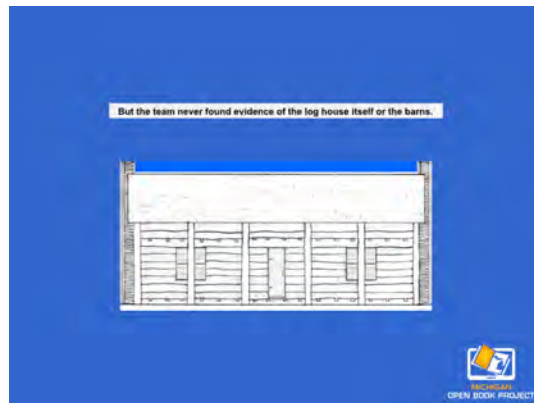 But the team never found evidence of the log house itself or the barns.
MICHIGAN
OPEN BOOK PROJECT